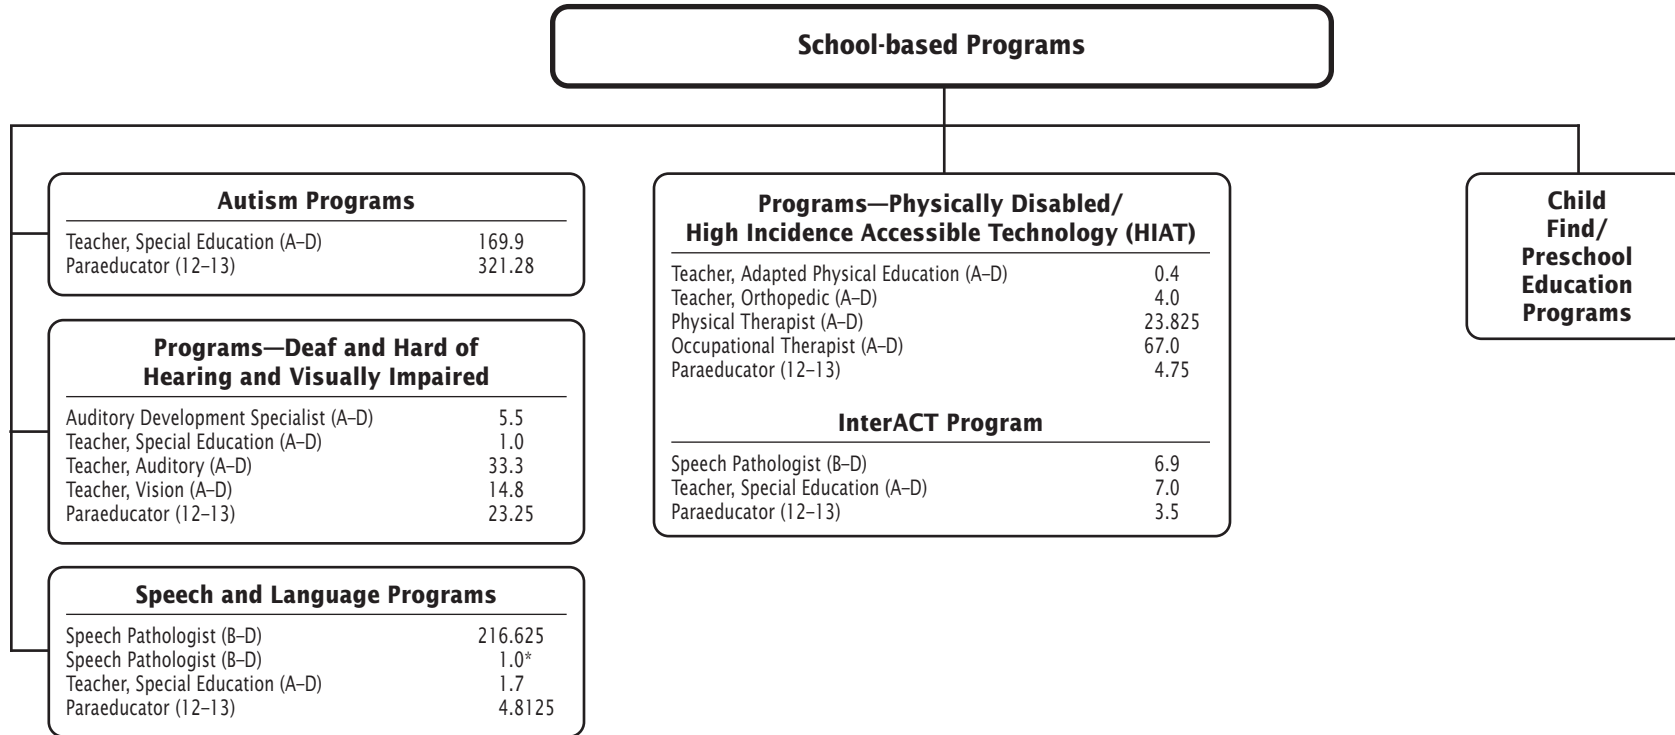 School-based Programs
Autism Programs
Teacher, Special Education (A–D) 169.9
Paraeducator (12–13) 321.28
Programs—Deaf and Hard of
Hearing and Visually Impaired
Auditory Development Specialist (A–D) 5.5
Teacher, Special Education (A–D) 1.0
Teacher, Auditory (A–D) 33.3
Teacher, Vision (A–D) 14.8
Paraeducator (12–13) 23.25
Speech and Language Programs
Speech Pathologist (B–D) 216.625
Speech Pathologist (B–D) 1.0*
Teacher, Special Education (A–D) 1.7
Paraeducator (12–13) 4.8125
Programs—Physically Disabled/
High Incidence Accessible Technology (HIAT)
Teacher, Adapted Physical Education (A–D) 0.4
Teacher, Orthopedic (A–D) 4.0
Physical Therapist (A–D) 23.825
Occupational Therapist (A–D) 67.0
Paraeducator (12–13) 4.75
InterACT Program
Speech Pathologist (B–D) 6.9
Teacher, Special Education (A–D) 7.0
Paraeducator (12–13) 3.5
Child
Find/
Preschool
Education
Programs